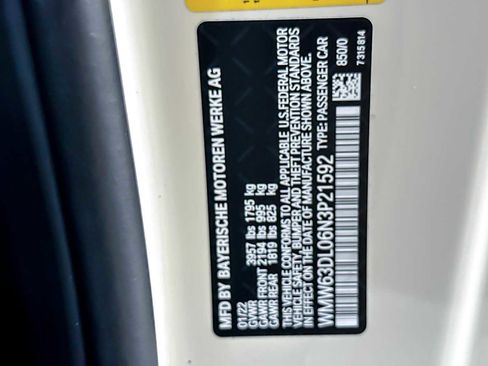 MFD BY BAYERISCHE MOTOREN WERKE AG
01/22
GVWR 3957 lbs 1795 kg
GAWR FRONT 2194 lbs 995 kg
GAWR REAR 1819 lbs 825 kg
THIS VEHICLE CONFORMS TO ALL APPLICABLE U.S. FEDERAL MOTOR
VEHICLE SAFETY, BUMPER AND THEFT PREVENTION STANDARDS
IN EFFECT ON THE DATE OF MANUFACTURE SHOWN ABOVE.
WMW63DL06N3P21592 TYPE: PASSENGER CAR
850/0
7315814